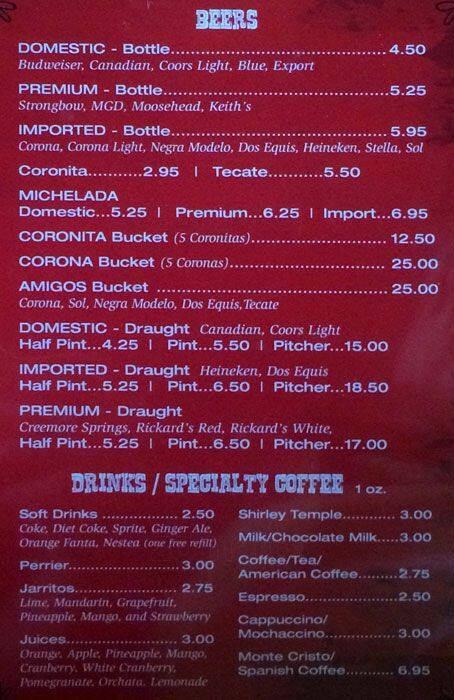 BEERS
DOMESTIC - Bottle........................................ 4.50
Budweiser, Canadian, Coors Light, Blue, Export
PREMIUM - Bottle..........................................5.25
Strongbow, MGD, Moosehead, Keith's
IMPORTED - Bottle..........................................5.95
Corona, Corona Light, Negra Modelo, Dos Equis, Heineken, Stella, Sol
Coronita..........2.95 | Tecate...........5.50
MICHELADA
Domestic...5.25 | Premium...6.25 | Import...6.95
CORONITA Bucket (5 Coronitas)......................... 12.50
CORONA Bucket (5 Coronas)............................. 25.00
AMIGOS Bucket ........................................... 25.00
Corona, Sol, Negra Modelo, Dos Equis,Tecate
DOMESTIC - Draught Canadian, Coors Light
Half Pint...4.25 | Pint...5.50 | Pitcher...15.00
IMPORTED - Draught Heineken, Dos Equis
Half Pint...5.25 | Pint...6.50 | Pitcher...18.50
PREMIUM - Draught
Creemore Springs, Rickard's Red, Rickard's White,
Half Pint...5.25 | Pint...6.50 | Pitcher...17.00
DRINKS / SPECIALTY COFFEE 1 oz.
Soft Drinks .............. 2.50
Coke, Diet Coke, Sprite, Ginger Ale,
Orange Fanta, Nestea (one free refill)
Perrier.....................3.00
Jarritos................... 2.75
Lime, Mandarin, Grapefruit,
Pineapple, Mango, and Strawberry
Juices..................... 3.00
Orange, Apple, Pineapple, Mango,
Cranberry, White Cranberry,
Pomegranate, Orchata, Lemonade
Shirley Temple........... 3.00
Milk/Chocolate Milk....3.00
Coffee/Tea/
American Coffee.........2.75
Espresso...................2.50
Cappuccino/
Mochaccino..............3.00
Monte Cristo/
Spanish Coffee.......... 6.95